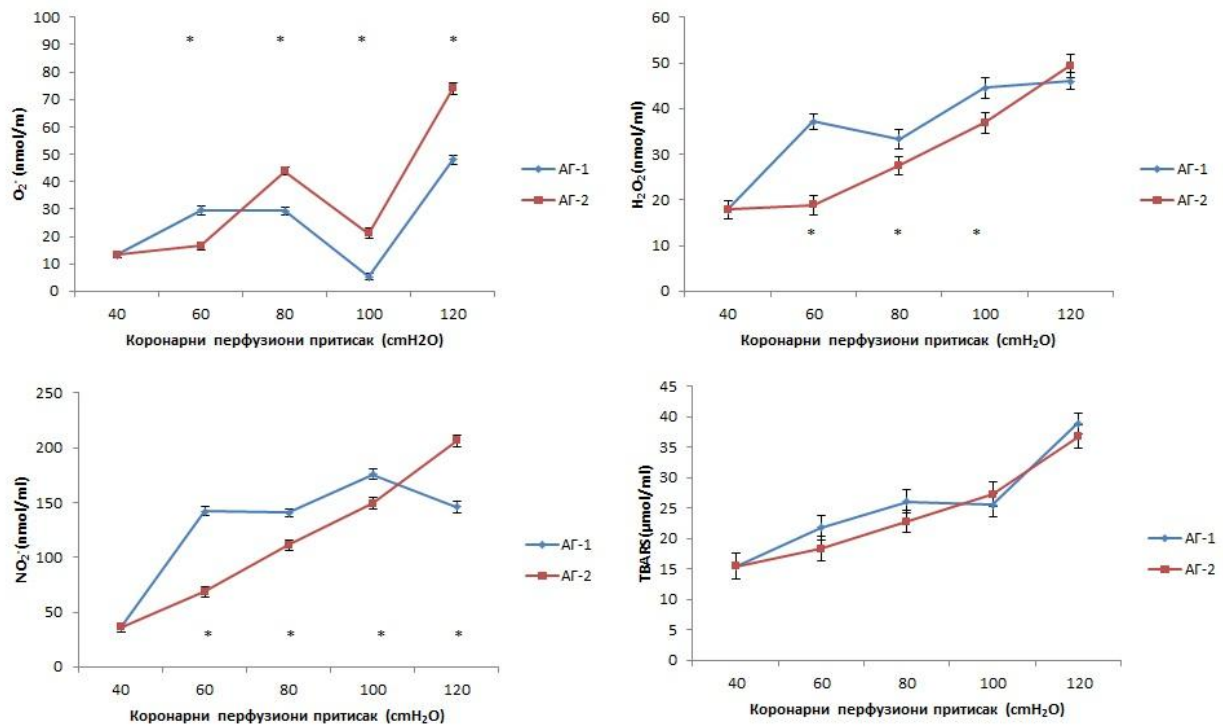 100
90
80
70
60
50
40
30
20
10
0
O₂⁻ (nmol/m)
* * * *
АГ-1
АГ-2
40 60 80 100 120
Коронарни перфузиони притисак (cmH2O)
60
50
40
30
20
10
0
H₂O₂ (nmol/ml)
* * *
АГ-1
АГ-2
40 60 80 100 120
Коронарни перфузиони притисак (cmH₂O)
250
200
150
100
50
0
NO₂⁻ (nmol/ml)
* * * *
АГ-1
АГ-2
40 60 80 100 120
Коронарни перфузиони притисак (cmH₂O)
45
40
35
30
25
20
15
10
5
0
TBARS (µmol/ml)
АГ-1
АГ-2
40 60 80 100 120
Коронарни перфузиони притисак (cmH₂O)